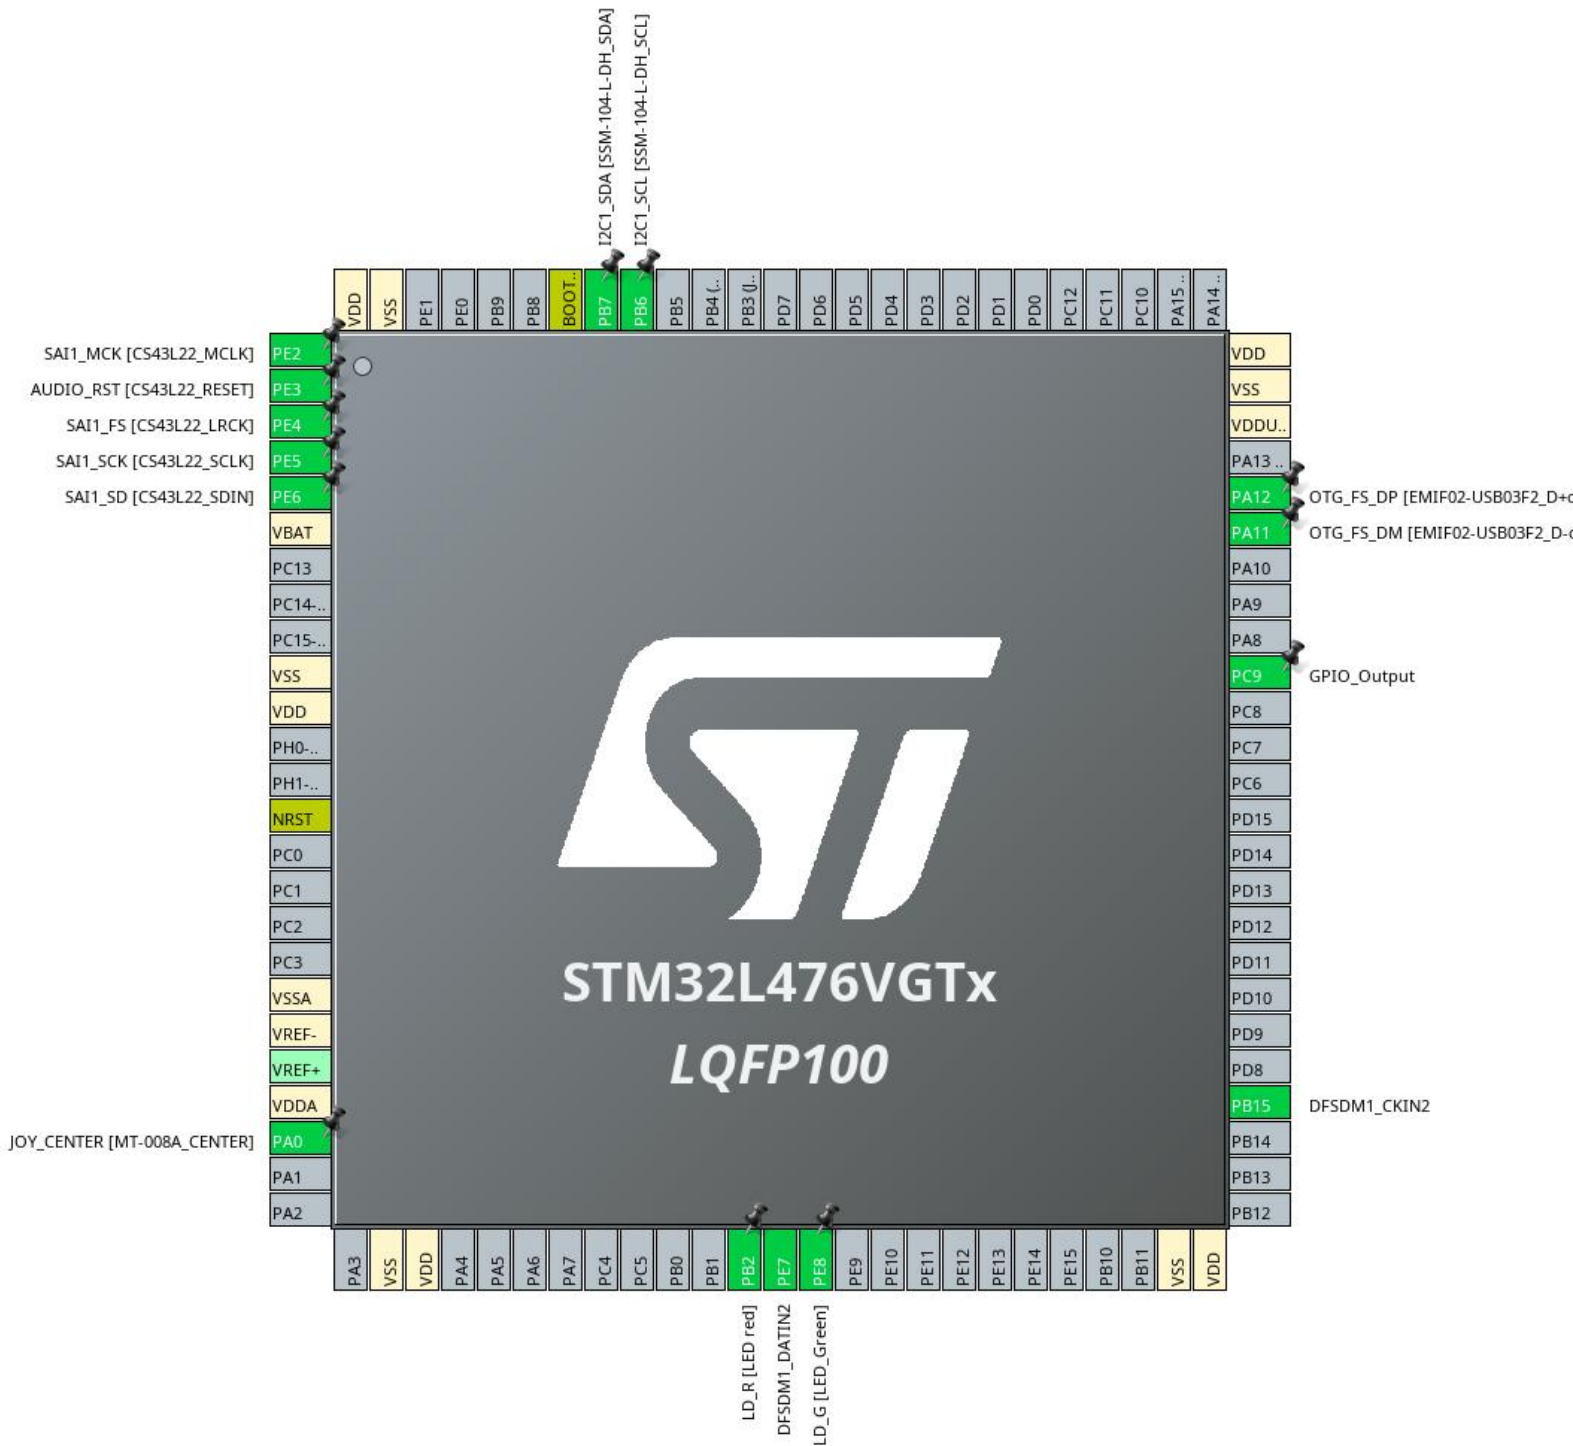 I2C1_SDA [SSM-104-L-DH_SDA]
I2C1_SCL [SSM-104-L-DH_SCL]
VDD
VSS
PE1
PE0
PB9
PB8
BOOT..
PB7
PB6
PB5
PB4 (..
PB3 (J..
PD7
PD6
PD5
PD4
PD3
PD2
PD1
PD0
PC12
PC11
PC10
PA15 ..
PA14 ..
SAI1_MCK [CS43L22_MCLK] PE2
AUDIO_RST [CS43L22_RESET] PE3
SAI1_FS [CS43L22_LRCK] PE4
SAI1_SCK [CS43L22_SCLK] PE5
SAI1_SD [CS43L22_SDIN] PE6
VBAT
PC13
PC14-..
PC15-..
VSS
VDD
PH0-..
PH1-..
NRST
PC0
PC1
PC2
PC3
VSSA
VREF-
VREF+
VDDA
JOY_CENTER [MT-008A_CENTER] PA0
PA1
PA2
ST
STM32L476VGTx
LQFP100
VDD
VSS
VDDU..
PA13 ..
PA12 OTG_FS_DP [EMIF02-USB03F2_D+
PA11 OTG_FS_DM [EMIF02-USB03F2_D-
PA10
PA9
PA8
PC9 GPIO_Output
PC8
PC7
PC6
PD15
PD14
PD13
PD12
PD11
PD10
PD9
PD8
PB15 DFSDM1_CKIN2
PB14
PB13
PB12
PA3
VSS
VDD
PA4
PA5
PA6
PA7
PC4
PC5
PB0
PB1
PB2
PE7
PE8
PE9
PE10
PE11
PE12
PE13
PE14
PE15
PB10
PB11
VSS
VDD
LD_R [LED red]
DFSDM1_DATIN2
LD_G [LED_Green]